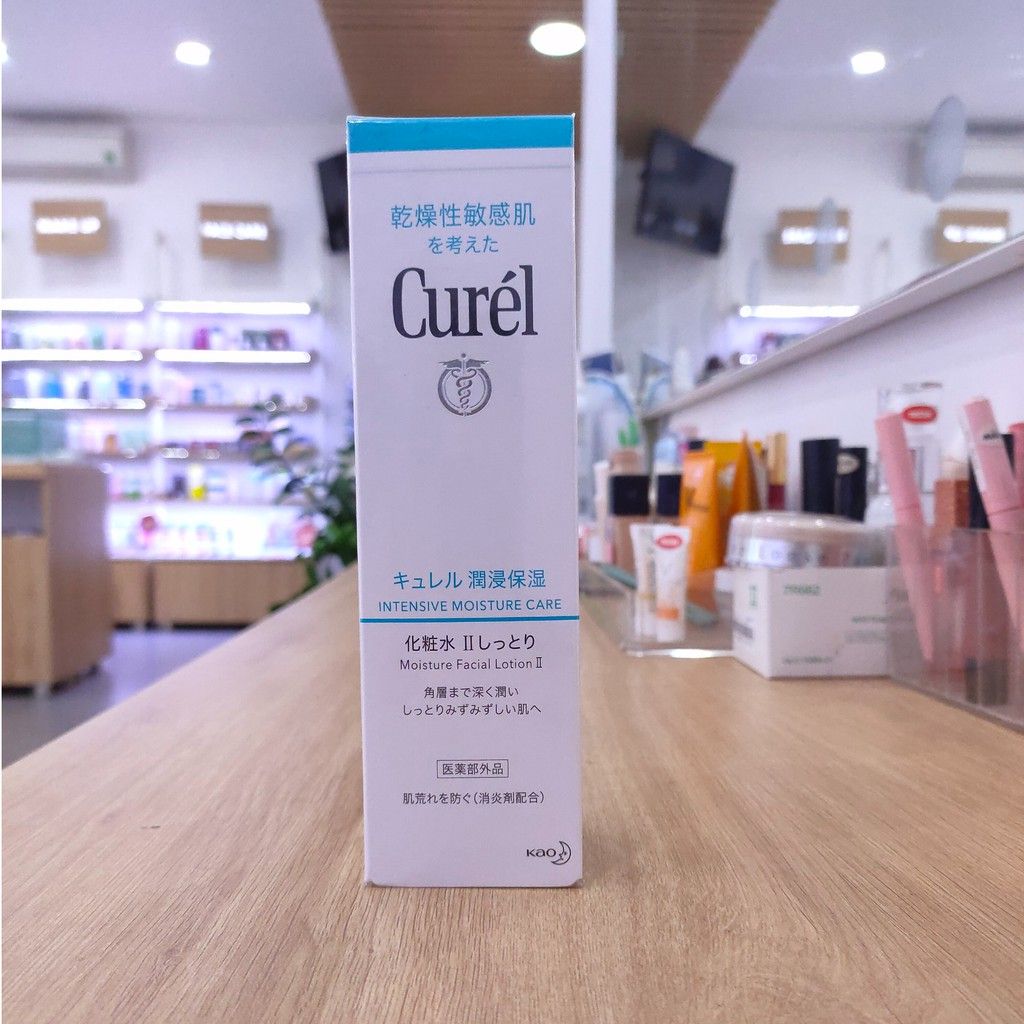 乾燥性敏感肌
を考えた
Curél
キュレル 潤浸保湿
INTENSIVE MOISTURE CARE
化粧水 IIしっとり
Moisture Facial Lotion II
角層まで深く潤い
しっとりみずみずしい肌へ
医薬部外品
肌荒れを防ぐ(消炎剤配合)
Kao